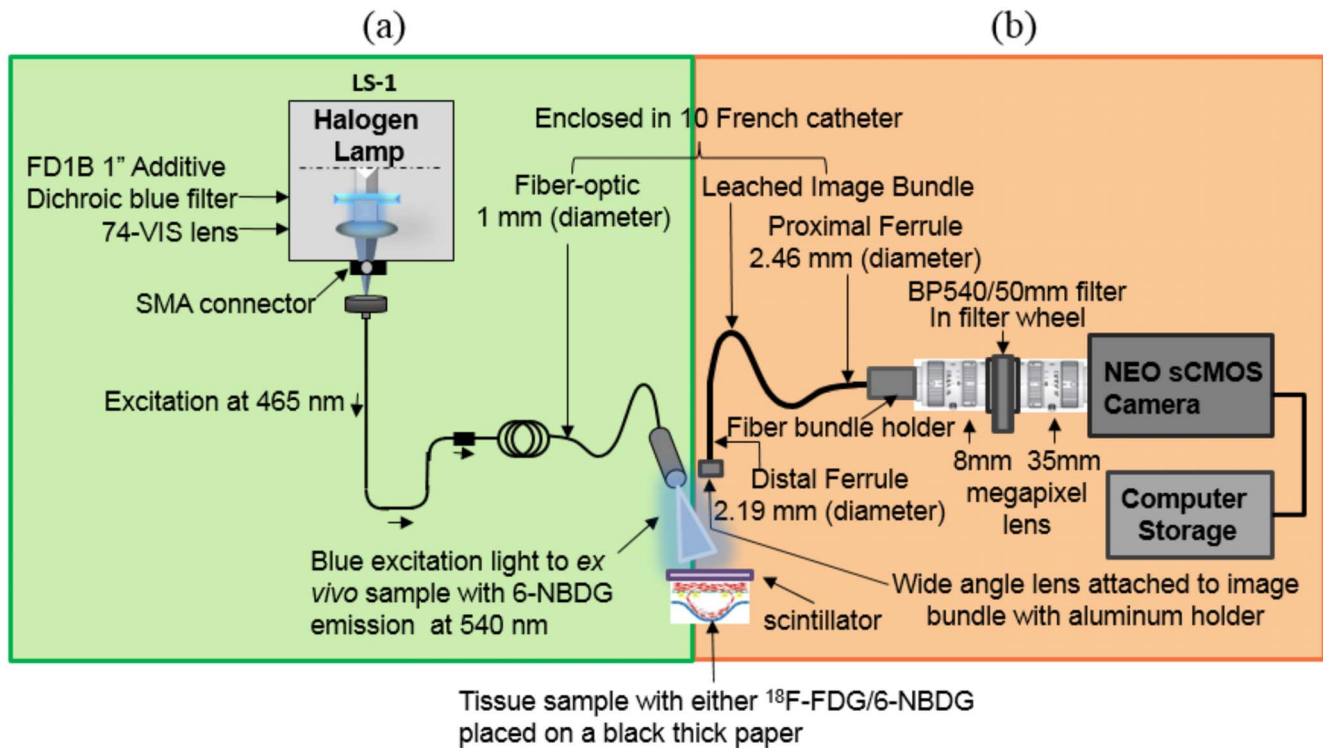 (a)
(b)
LS-1
Halogen
Lamp
FD1B 1” Additive
Dichroic blue filter
74-VIS lens
SMA connector
Excitation at 465 nm
Enclosed in 10 French catheter
Fiber-optic
1 mm (diameter)
Leached Image Bundle
Proximal Ferrule
2.46 mm (diameter)
BP540/50mm filter
In filter wheel
NEO sCMOS
Camera
Fiber bundle holder
8mm
35mm
megapixel
lens
Distal Ferrule
2.19 mm (diameter)
Computer
Storage
Blue excitation light to ex
vivo sample with 6-NBDG
emission at 540 nm
scintillator
Wide angle lens attached to image
bundle with aluminum holder
Tissue sample with either ¹⁸F-FDG/6-NBDG
placed on a black thick paper